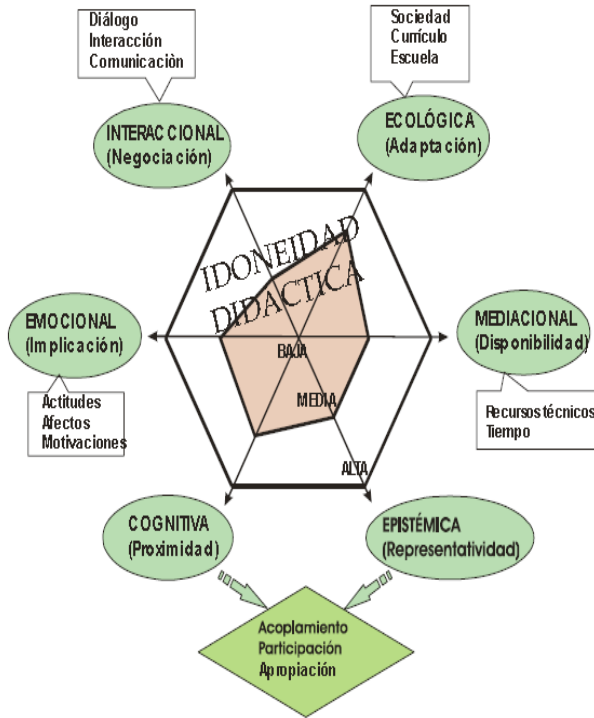 Diálogo
Interacción
Comunicaciòn
Sociedad
Currículo
Escuela
INTERACCIONAL
(Negociación)
ECOLÓGICA
(Adaptación)
IDONEIDAD
DIDACTICA
EMOCIONAL
(Implicación)
MEDIACIONAL
(Disponibilidad)
BAJA
MEDIA
ALTA
Actitudes
Afectos
Motivaciones
Recursos técnicos
Tiempo
COGNITIVA
(Proximidad)
EPISTÉMICA
(Representatividad)
Acoplamiento
Participación
Apropiación